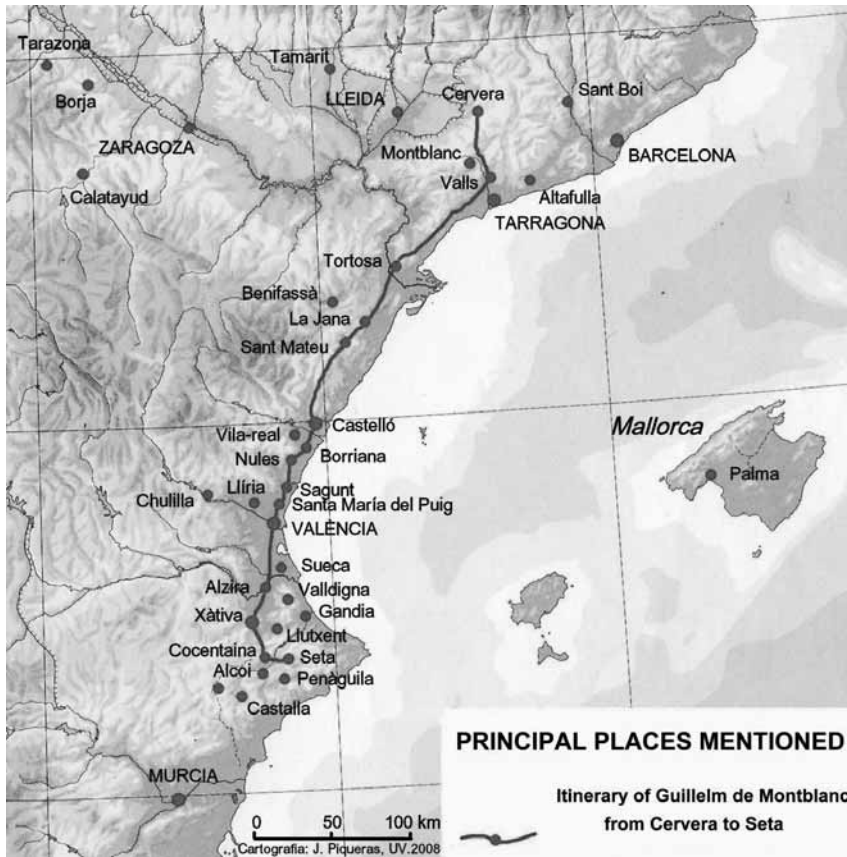 Tarazona
Tamarit
Borja
LLEIDA
Cervera
Sant Boi
ZARAGOZA
BARCELONA
Montblanc
Valls
Calatayud
Altafulla
TARRAGONA
Tortosa
Benifassà
La Jana
Sant Mateu
Mallorca
Vila-real
Castelló
Nules
Borriana
Palma
Chulilla
Llíria
Sagunt
Santa María del Puig
VALÈNCIA
Sueca
Alzira
Valldigna
Xàtiva
Gandia
Llutxent
Cocentaina
Seta
Alcoi
Penàguila
Castalla
MURCIA
PRINCIPAL PLACES MENTIONED
Itinerary of Guillelm de Montblanc
from Cervera to Seta
0 50 100 km
Cartografia: J. Piqueras, UV.2008